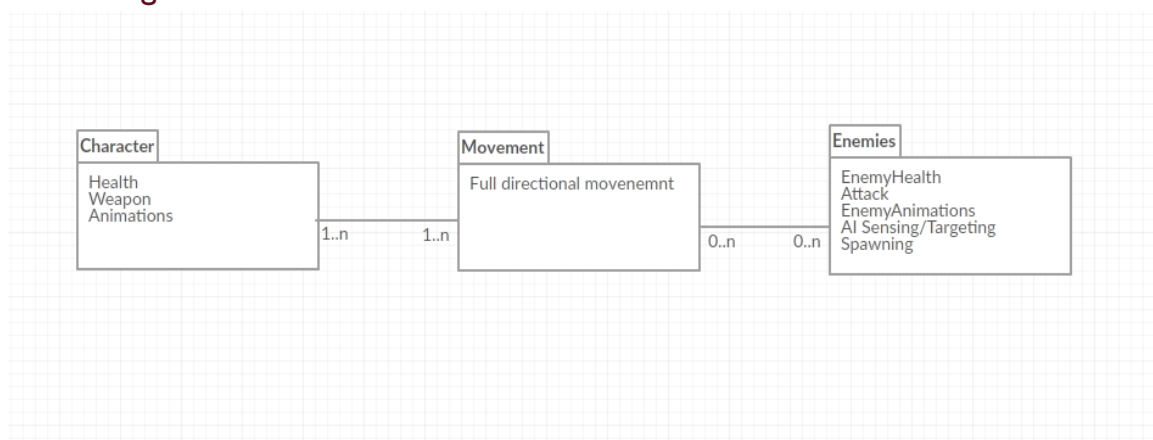 Character
Health
Weapon
Animations
1..n
1..n
Movement
Full directional movenemnt
0..n
0..n
Enemies
EnemyHealth
Attack
EnemyAnimations
AI Sensing/Targeting
Spawning